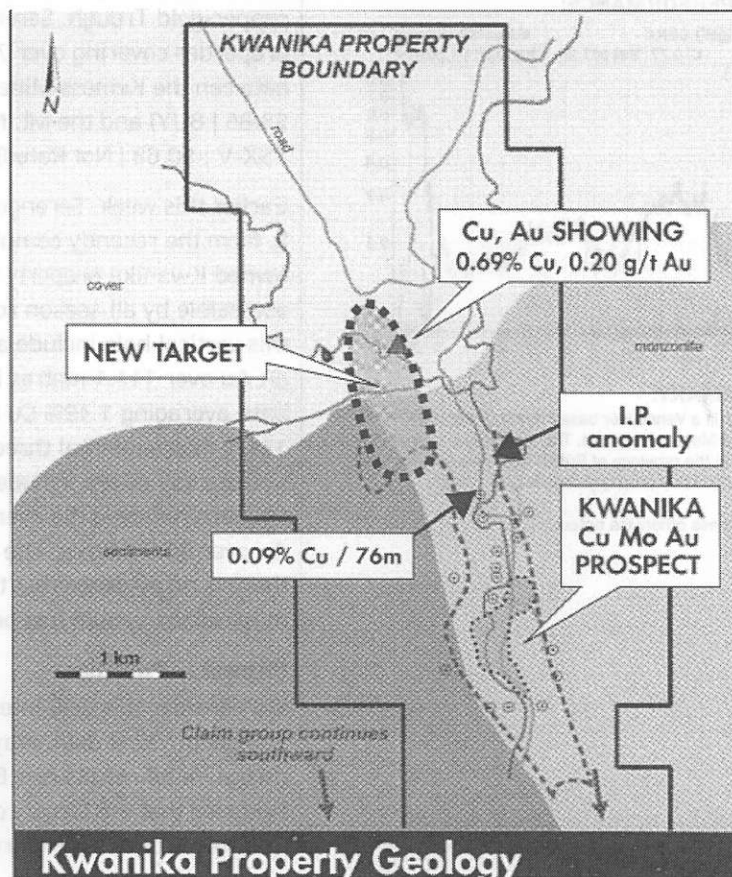 KWANIKA PROPERTY
BOUNDARY
N
road
Cu, Au SHOWING
0.69% Cu, 0.20 g/t Au
cover
NEW TARGET
monzonite
I.P.
anomaly
KWANIKA
Cu Mo Au
PROSPECT
0.09% Cu / 76m
sediments
1 km
Claim group continues
southward
Kwanika Property Geology